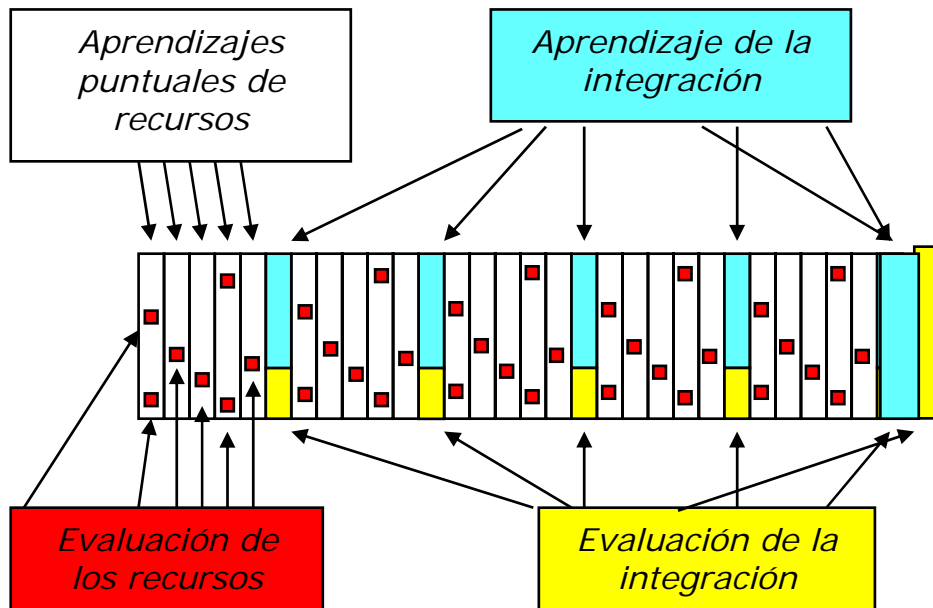 Aprendizajes
puntuales de
recursos
Aprendizaje de la
integración
Evaluación de
los recursos
Evaluación de la
integración